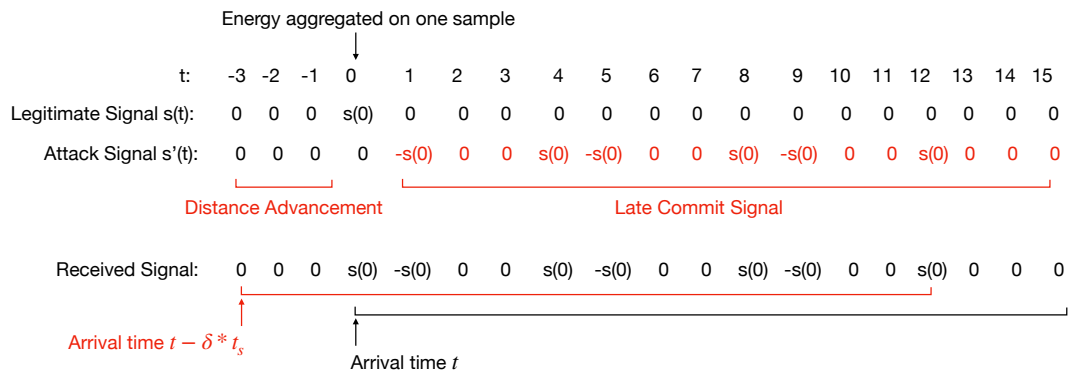 Energy aggregated on one sample
t: -3 -2 -1 0 1 2 3 4 5 6 7 8 9 10 11 12 13 14 15
Legitimate Signal s(t): 0 0 0 s(0) 0 0 0 0 0 0 0 0 0 0 0 0 0 0 0
Attack Signal s’(t): 0 0 0 0 -s(0) 0 0 s(0) -s(0) 0 0 s(0) -s(0) 0 0 s(0) 0 0 0
Distance Advancement Late Commit Signal
Received Signal: 0 0 0 s(0) -s(0) 0 0 s(0) -s(0) 0 0 s(0) -s(0) 0 0 s(0) 0 0 0
Arrival time t − δ * tₛ
Arrival time t